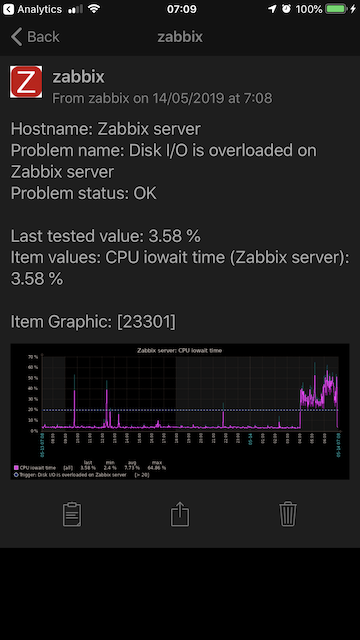 Analytics
07:09
100%
Back
zabbix
Z
zabbix
From zabbix on 14/05/2019 at 7:08
Hostname: Zabbix server
Problem name: Disk I/O is overloaded on
Zabbix server
Problem status: OK
Last tested value: 3.58 %
Item values: CPU iowait time (Zabbix server):
3.58 %
Item Graphic: [23301]
Zabbix server: CPU iowait time
70 %
60 %
50 %
40 %
30 %
20 %
10 %
0 %
last min avg max
CPU iowait time [all] 3.58 % 2.4 % 7.73 % 64.86 %
Trigger: Disk I/O is overloaded on Zabbix server [> 20]